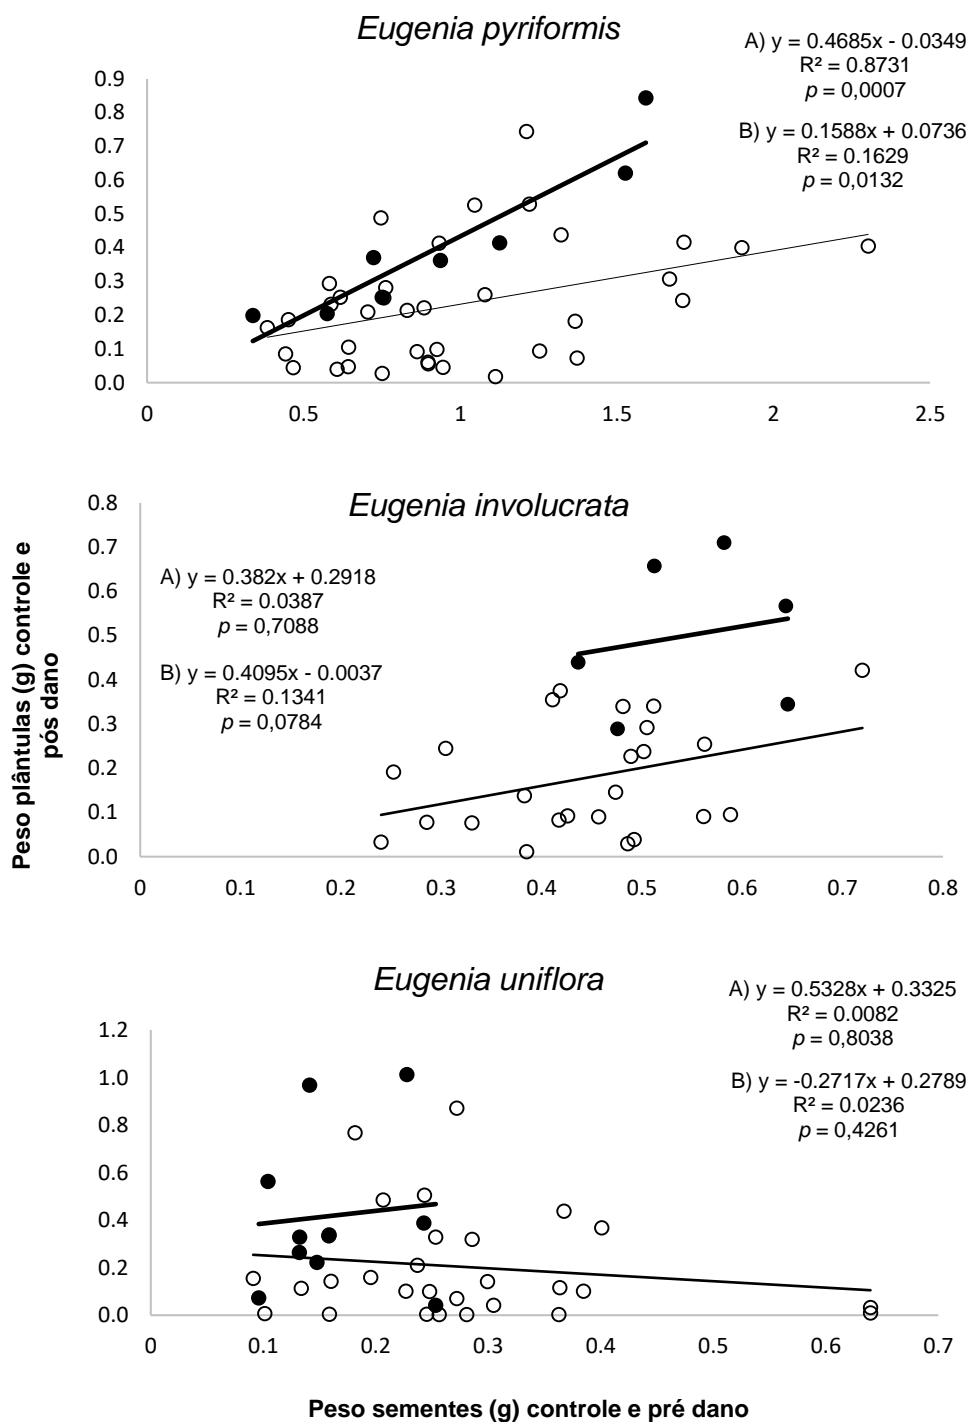 Eugenia pyriformis
A) y = 0.4685x - 0.0349
R² = 0.8731
p = 0,0007
B) y = 0.1588x + 0.0736
R² = 0.1629
p = 0,0132
0.9
0.8
0.7
0.6
0.5
0.4
0.3
0.2
0.1
0.0
0 0.5 1 1.5 2 2.5
Peso plântulas (g) controle e
pós dano
Eugenia involucrata
A) y = 0.382x + 0.2918
R² = 0.0387
p = 0,7088
B) y = 0.4095x - 0.0037
R² = 0.1341
p = 0,0784
0.8
0.7
0.6
0.5
0.4
0.3
0.2
0.1
0.0
0 0.1 0.2 0.3 0.4 0.5 0.6 0.7 0.8
Eugenia uniflora
A) y = 0.5328x + 0.3325
R² = 0.0082
p = 0,8038
B) y = -0.2717x + 0.2789
R² = 0.0236
p = 0,4261
1.2
1.0
0.8
0.6
0.4
0.2
0.0
0 0.1 0.2 0.3 0.4 0.5 0.6 0.7
Peso sementes (g) controle e pré dano